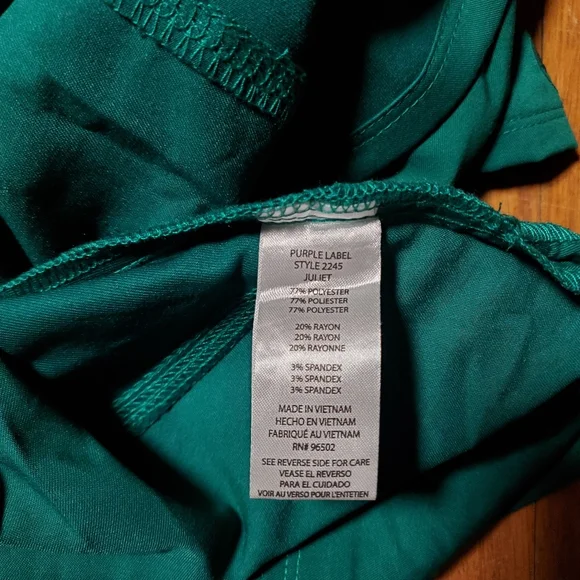 PURPLE LABEL
STYLE 2245
JULIET
77% POLYESTER
77% POLIESTER
77% POLYESTER
20% RAYON
20% RAYON
20% RAYONNE
3% SPANDEX
3% SPANDEX
3% SPANDEX
MADE IN VIETNAM
HECHO EN VIETNAM
FABRIQUÉ AU VIETNAM
RN# 96502
SEE REVERSE SIDE FOR CARE
VEASE EL REVERSO
PARA EL CUIDADO
VOIR AU VERSO POUR L'ENTETIEN